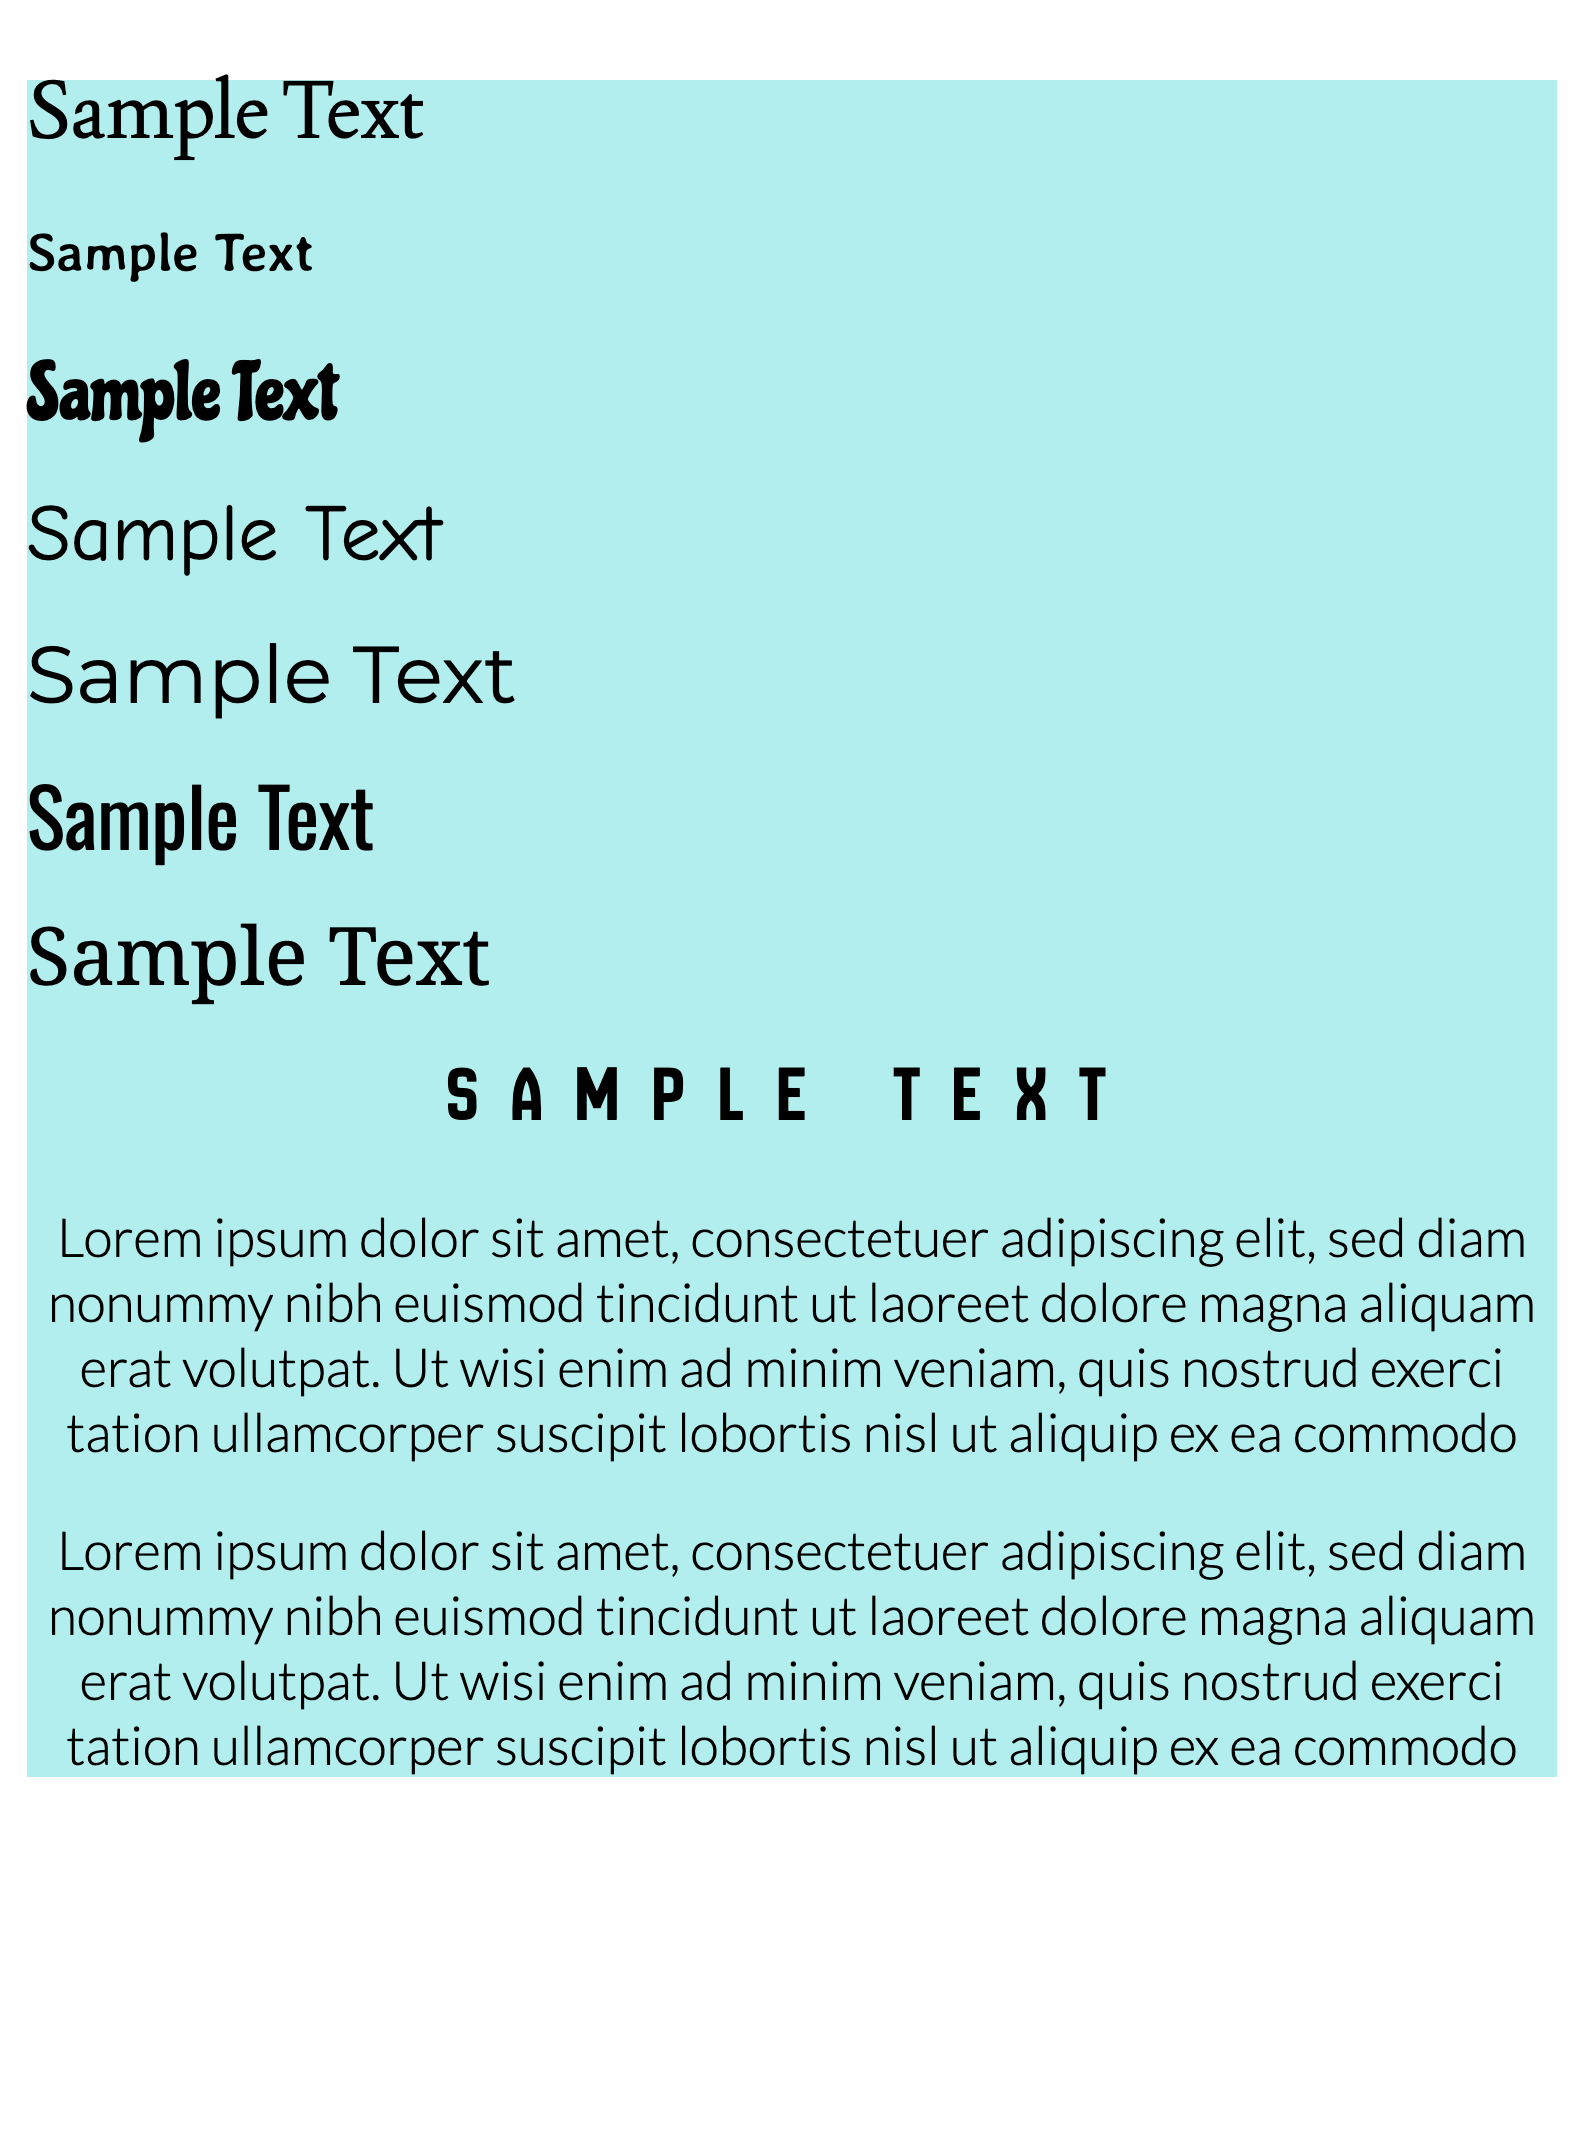 Sample Text
Sample Text
Sample Text
Sample Text
Sample Text
Sample Text
Sample Text
SAMPLE TEXT
Lorem ipsum dolor sit amet, consectetuer adipiscing elit, sed diam
nonummy nibh euismod tincidunt ut laoreet dolore magna aliquam
erat volutpat. Ut wisi enim ad minim veniam, quis nostrud exerci
tation ullamcorper suscipit lobortis nisl ut aliquip ex ea commodo
Lorem ipsum dolor sit amet, consectetuer adipiscing elit, sed diam
nonummy nibh euismod tincidunt ut laoreet dolore magna aliquam
erat volutpat. Ut wisi enim ad minim veniam, quis nostrud exerci
tation ullamcorper suscipit lobortis nisl ut aliquip ex ea commodo